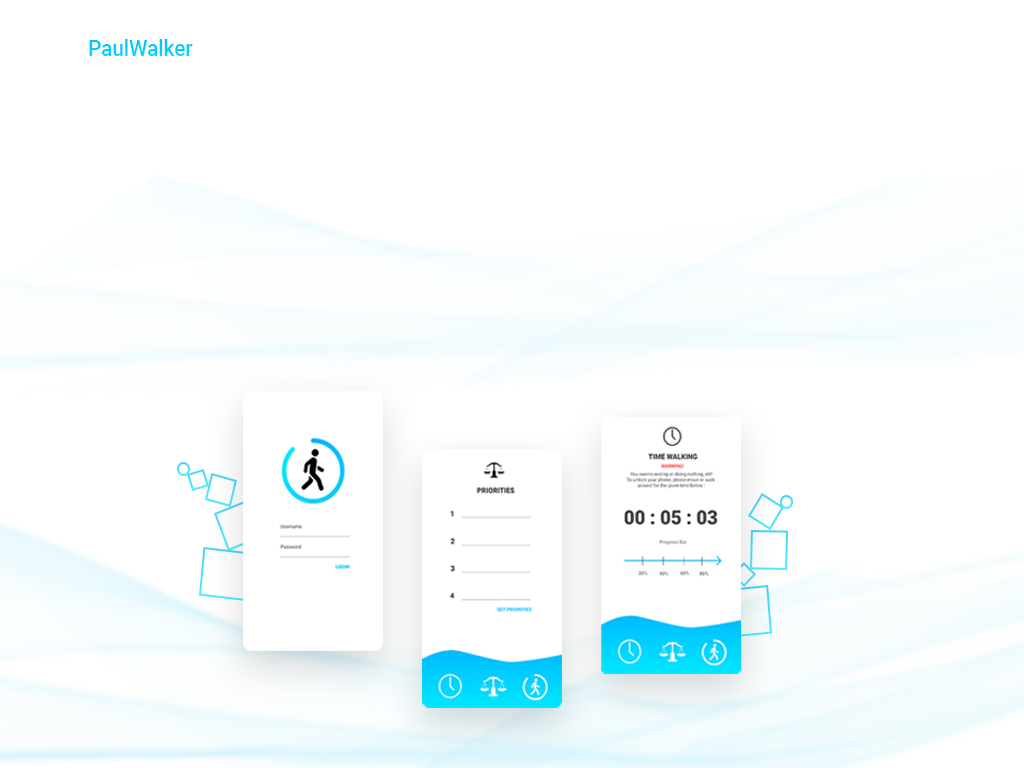 PaulWalker
Username
Password
LOGIN
PRIORITIES
1
2
3
4
SET PRIORITIES
TIME WALKING
WARNING!
You seems seating or doing nothing, eh?
To unlock your phone, please move or walk
around for the given time below :
00 : 05 : 03
Progress Bar
20% 40% 60% 80%